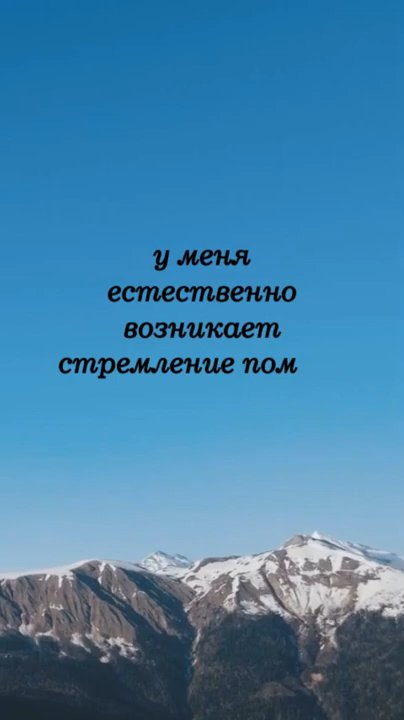 у меня
естественно
возникает
стремление пом